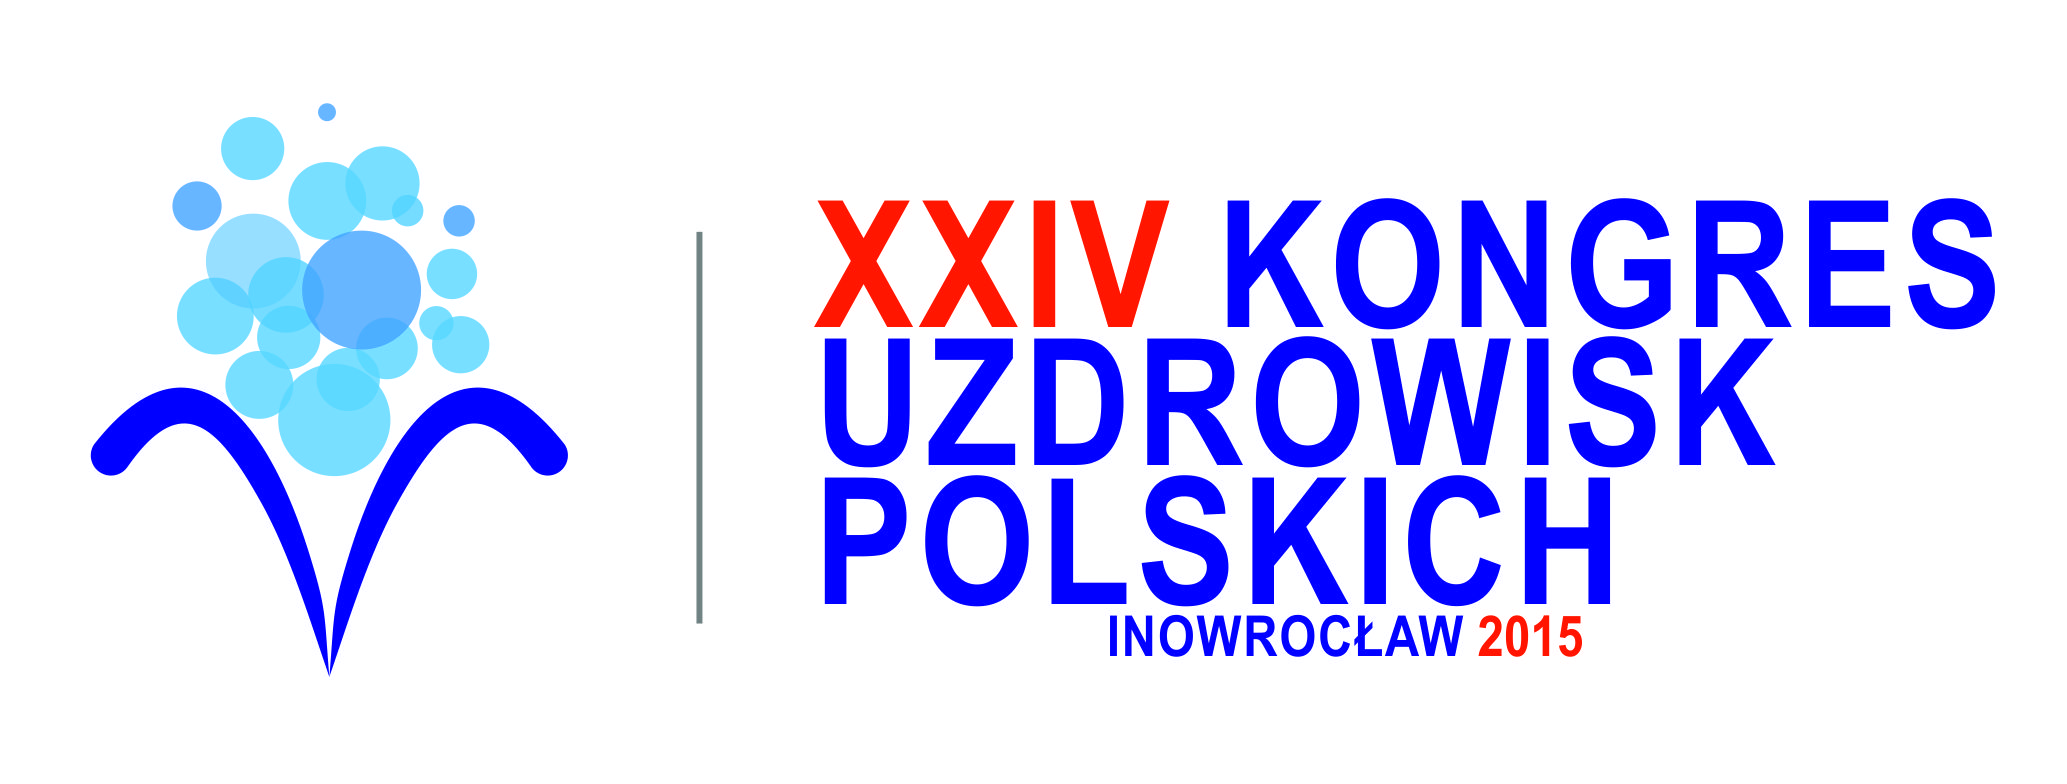 XXIV KONGRES
UZDROWISK
POLSKICH
INOWROCŁAW 2015